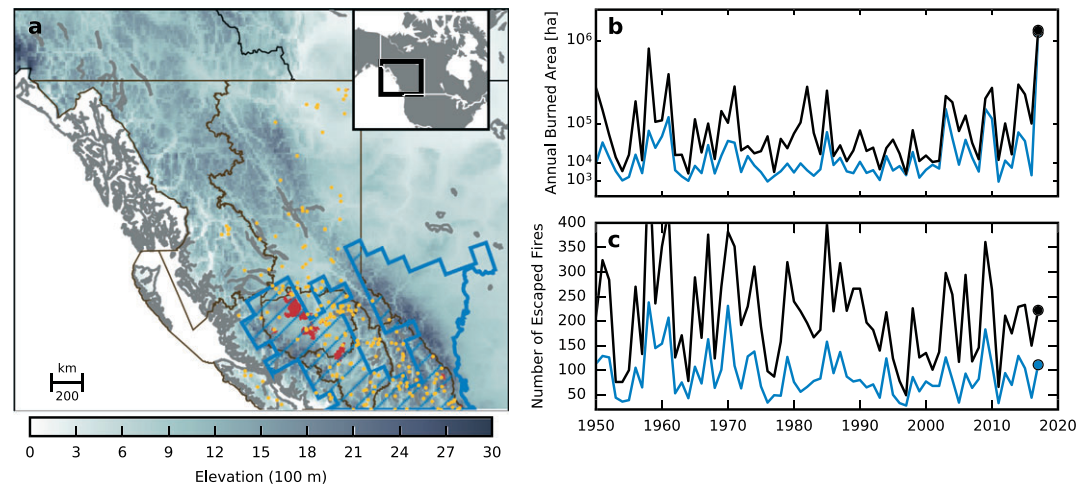 a
km
200
0 3 6 9 12 15 18 21 24 27 30
Elevation (100 m)
b
Annual Burned Area [ha]
10⁶
10⁵
10⁴
10³
c
Number of Escaped Fires
400
350
300
250
200
150
100
50
1950 1960 1970 1980 1990 2000 2010 2020